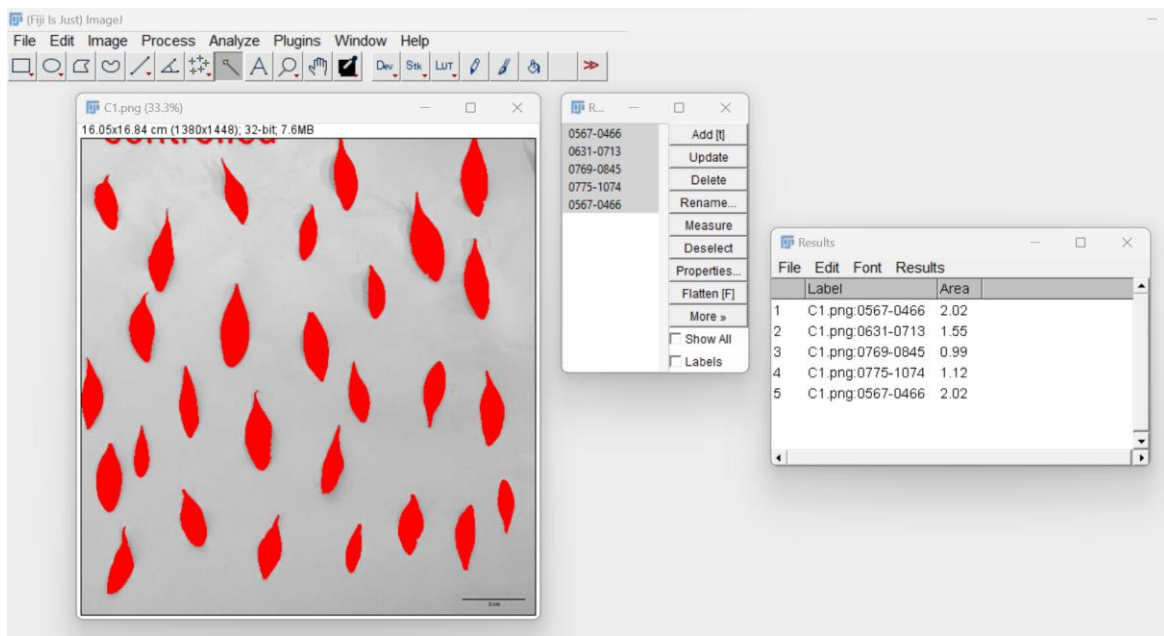 (Fiji Is Just) ImageJ
File Edit Image Process Analyze Plugins Window Help
Dev Stk LUT
C1.png (33.3%)
16.05x16.84 cm (1380x1448); 32-bit; 7.6MB
controlled
R...
0567-0466
0631-0713
0769-0845
0775-1074
0567-0466
Add [t]
Update
Delete
Rename...
Measure
Deselect
Properties...
Flatten [F]
More »
Show All
Labels
Results
File Edit Font Results
Label Area
1 C1.png:0567-0466 2.02
2 C1.png:0631-0713 1.55
3 C1.png:0769-0845 0.99
4 C1.png:0775-1074 1.12
5 C1.png:0567-0466 2.02